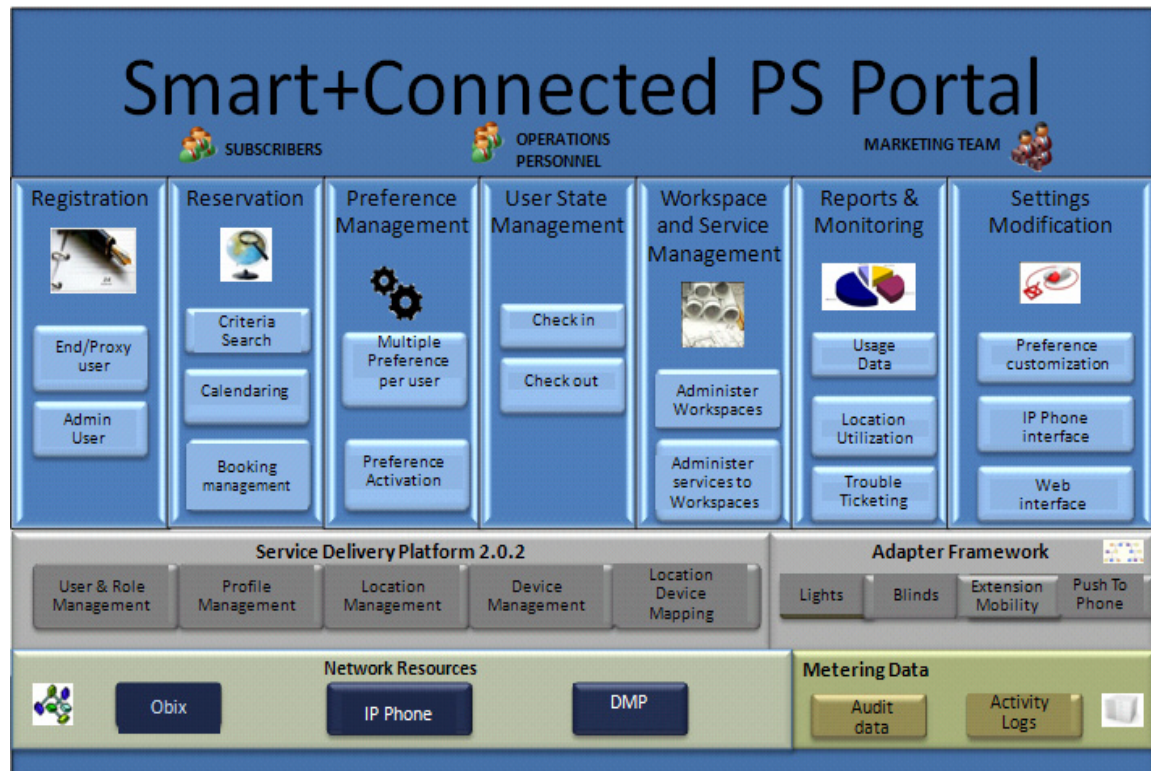 Smart+Connected PS Portal
SUBSCRIBERS
OPERATIONS
PERSONNEL
MARKETING TEAM
Registration
End/Proxy
user
Admin
User
Reservation
Criteria
Search
Calendaring
Booking
management
Preference
Management
Multiple
Preference
per user
Preference
Activation
User State
Management
Check in
Check out
Workspace
and Service
Management
Administer
Workspaces
Administer
services to
Workspaces
Reports &
Monitoring
Usage
Data
Location
Utilization
Trouble
Ticketing
Settings
Modification
Preference
customization
IP Phone
interface
Web
interface
Service Delivery Platform 2.0.2
User & Role
Management
Profile
Management
Location
Management
Device
Management
Location
Device
Mapping
Adapter Framework
Lights
Blinds
Extension
Mobility
Push To
Phone
Network Resources
Obix
IP Phone
DMP
Metering Data
Audit
data
Activity
Logs